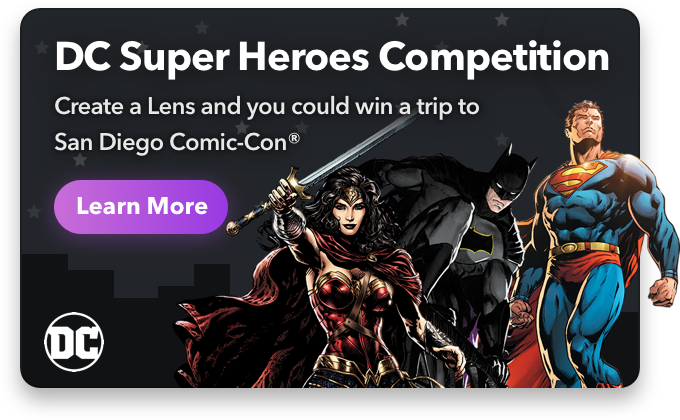 DC Super Heroes Competition
Create a Lens and you could win a trip to
San Diego Comic-Con®
Learn More
DC